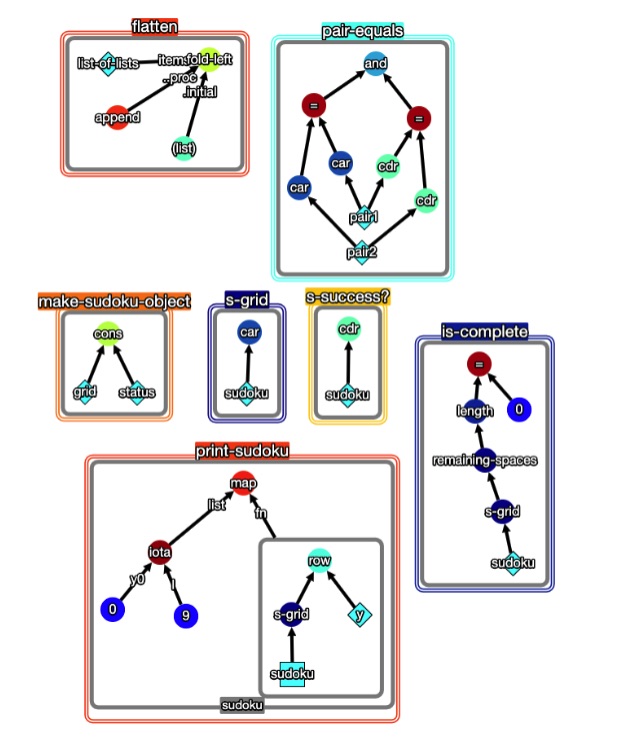 flatten
list-of-lists
fold-left
..proc
.initial
append
(list)
pair-equals
and
=
=
car
cdr
car
cdr
pair1
pair2
make-sudoku-object
cons
grid
status
s-grid
car
sudoku
s-success?
cdr
sudoku
is-complete
=
length
0
remaining-spaces
s-grid
sudoku
print-sudoku
map
list
fn
iota
y0
0
9
row
s-grid
y
sudoku
sudoku